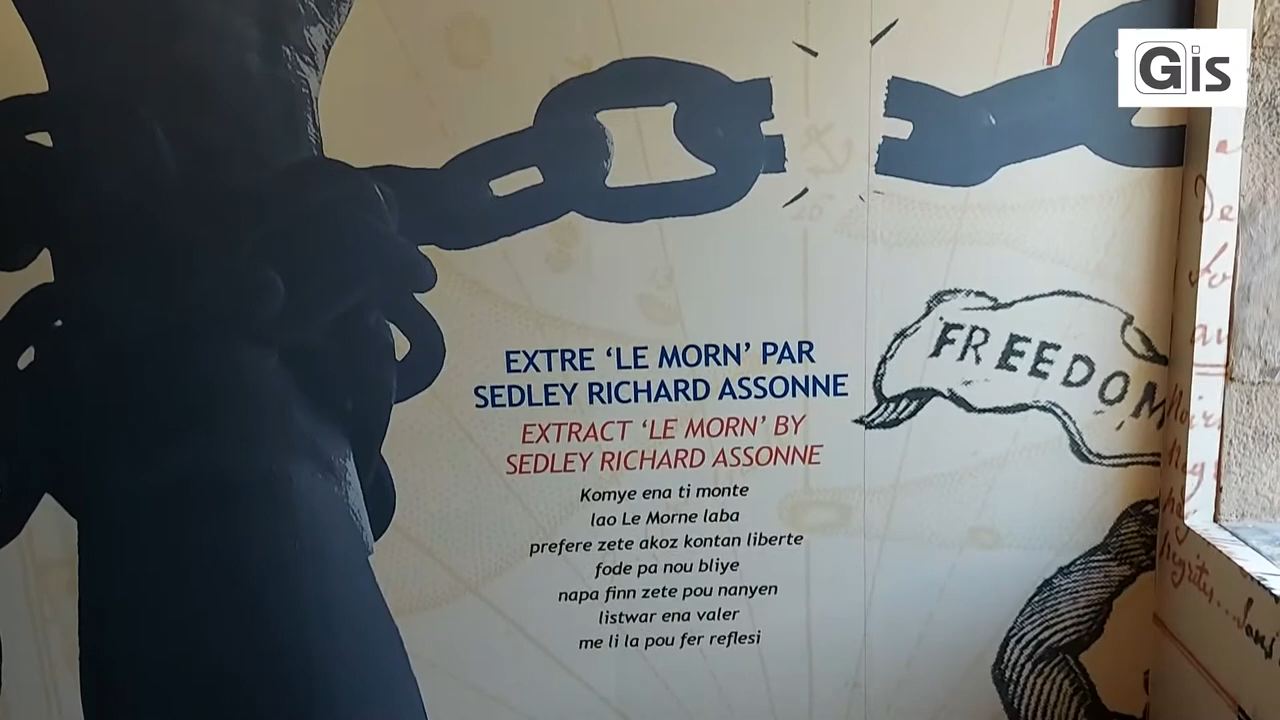 Gis
EXTRE ‘LE MORN’ PAR
SEDLEY RICHARD ASSONNE
EXTRACT ‘LE MORN’ BY
SEDLEY RICHARD ASSONNE
Komye ena ti monte
lao Le Morne laba
prefere zete akoz kontan liberte
fode pa nou bliye
napa finn zete pou nanyen
listwar ena valer
me li la pou fer reflesi
FREEDOM